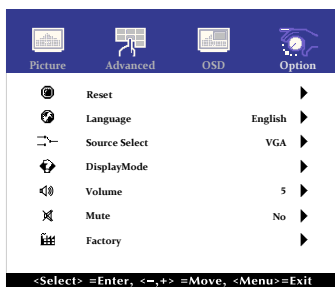 Picture Advanced OSD Option
Reset
Language English
Source Select VGA
DisplayMode
Volume 5
Mute No
Factory
<Select> =Enter, <−,+> =Move, <Menu>=Exit